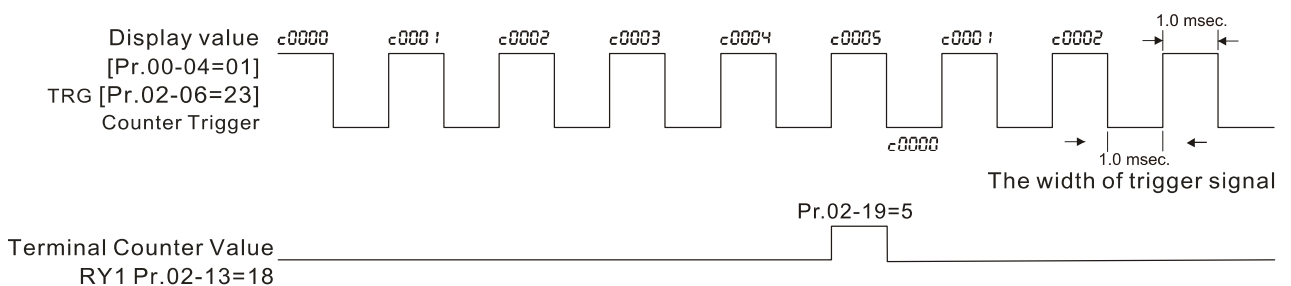 1.0 msec.
Display value c0000 c0001 c0002 c0003 c0004 c0005 c0001 c0002
[Pr.00-04=01]
TRG [Pr.02-06=23]
Counter Trigger
c0000
1.0 msec.
The width of trigger signal
Pr.02-19=5
Terminal Counter Value
RY1 Pr.02-13=18